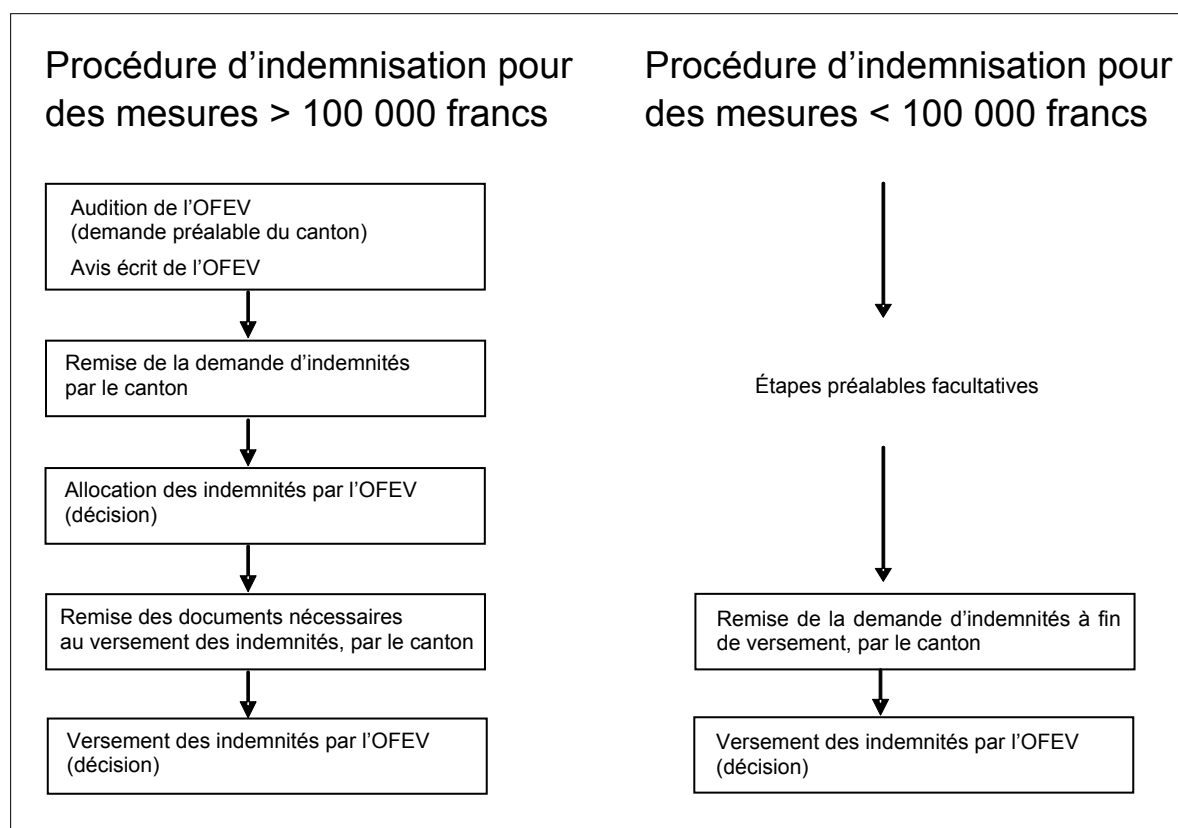 Procédure d’indemnisation pour
des mesures > 100 000 francs
Audition de l’OFEV
(demande préalable du canton)
Avis écrit de l’OFEV
Remise de la demande d’indemnités
par le canton
Allocation des indemnités par l’OFEV
(décision)
Remise des documents nécessaires
au versement des indemnités, par le canton
Versement des indemnités par l’OFEV
(décision)
Procédure d’indemnisation pour
des mesures < 100 000 francs
Étapes préalables facultatives
Remise de la demande d’indemnités à fin
de versement, par le canton
Versement des indemnités par l’OFEV
(décision)